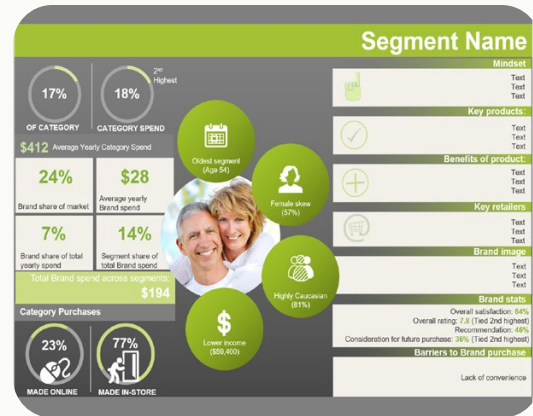 Segment Name
17%
OF CATEGORY
18%
2nd
Highest
CATEGORY SPEND
$412 Average Yearly Category Spend
24%
Brand share of market
$28
Average yearly
Brand spend
7%
Brand share of total
yearly spend
14%
Segment share of
total Brand spend
Total Brand spend across segments:
$194
Category Purchases
23%
MADE ONLINE
77%
MADE IN-STORE
Oldest segment
(Age 54)
Female skew
(57%)
Highly Caucasian
(81%)
$
Lower income
($59,400)
Mindset
Text
Text
Text
Key products:
Text
Text
Text
Benefits of product:
Text
Text
Text
Key retailers
Text
Text
Text
Brand image
Text
Text
Text
Brand stats
Overall satisfaction: 64%
Overall rating: 7.8 (Tied 2nd highest)
Recommendation: 48%
Consideration for future purchase: 36% (Tied 2nd highest)
Barriers to Brand purchase
Lack of convenience